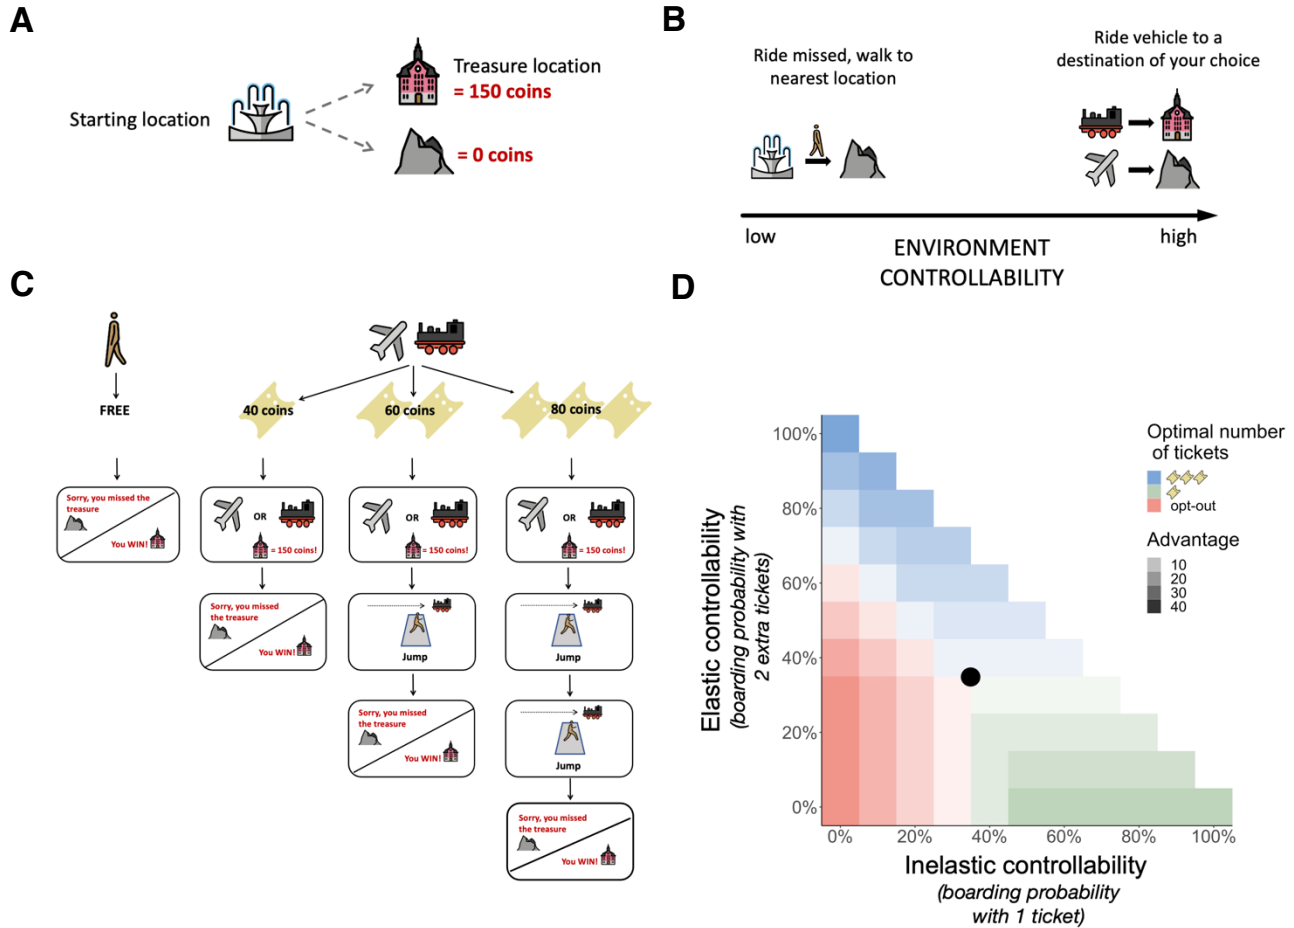 A
Starting location
Treasure location
= 150 coins
= 0 coins
B
Ride missed, walk to
nearest location
Ride vehicle to a
destination of your choice
low
high
ENVIRONMENT
CONTROLLABILITY
C
FREE
40 coins
60 coins
80 coins
Sorry, you missed the
treasure
You WIN!
OR
= 150 coins!
OR
= 150 coins!
OR
= 150 coins!
Sorry, you missed
the treasure
You WIN!
Jump
Jump
Sorry, you missed
the treasure
You WIN!
Jump
Sorry, you missed
the treasure
You WIN!
D
Elastic controllability
(boarding probability with
2 extra tickets)
100%
80%
60%
40%
20%
0%
0%
20%
40%
60%
80%
100%
Inelastic controllability
(boarding probability
with 1 ticket)
Optimal number
of tickets
opt-out
Advantage
10
20
30
40